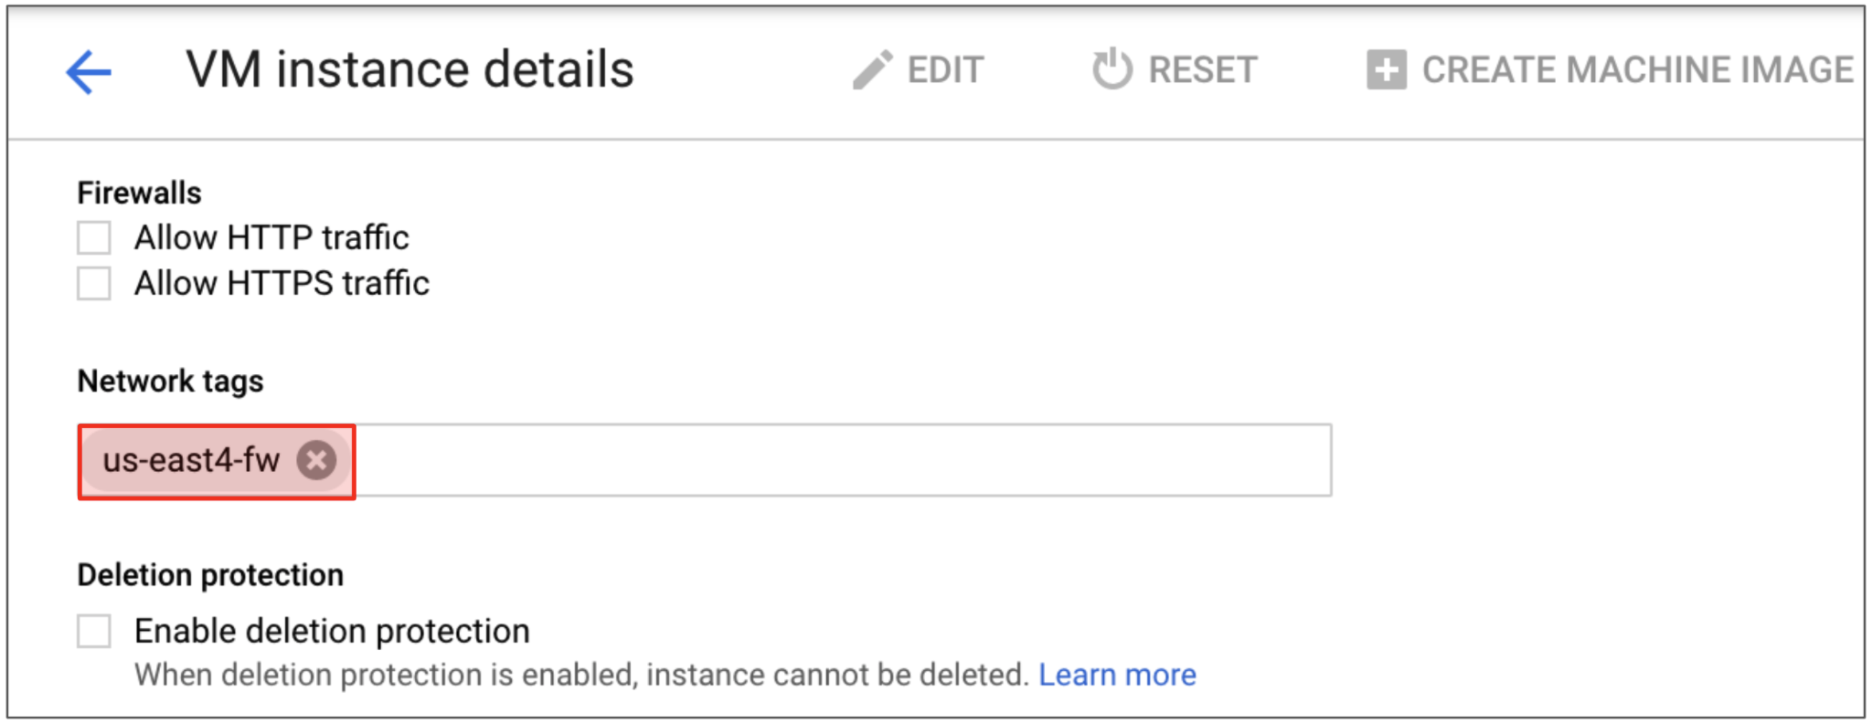 VM instance details EDIT RESET CREATE MACHINE IMAGE
Firewalls
Allow HTTP traffic
Allow HTTPS traffic
Network tags
us-east4-fw
Deletion protection
Enable deletion protection
When deletion protection is enabled, instance cannot be deleted. Learn more